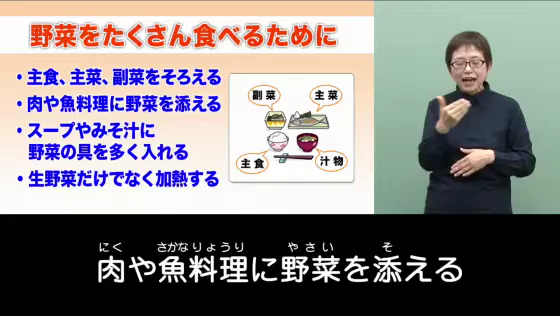 野菜をたくさん食べるために
・主食、主菜、副菜をそろえる
・肉や魚料理に野菜を添える
・スープやみそ汁に
野菜の具を多く入れる
・生野菜だけでなく加熱する
副菜
主菜
主食
汁物
にく さかなりょうり やさい そ
肉や魚料理に野菜を添える